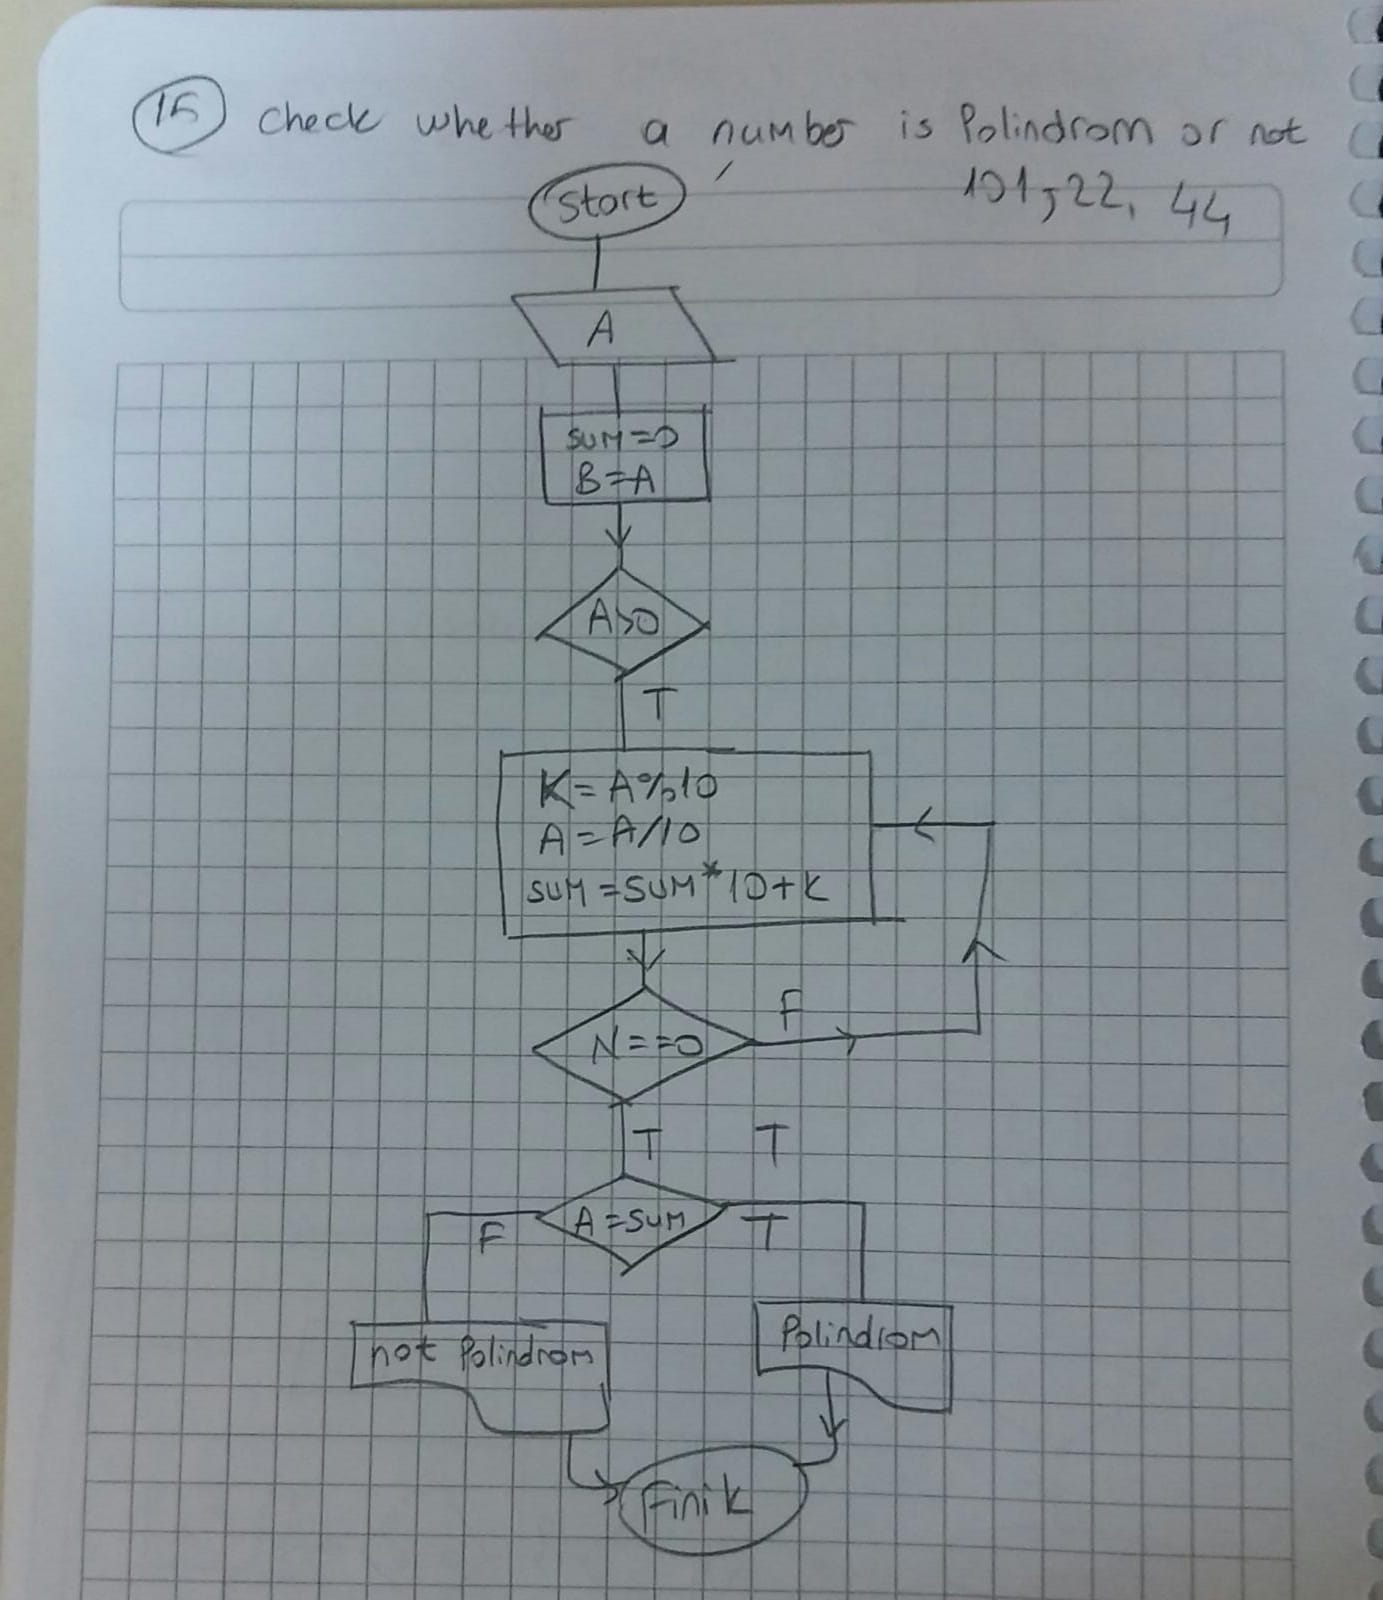 15 check whether a number is Polindrom or not
101, 22, 44
Start
A
SUM=0
B=A
A>0
T
K=A%10
A=A/10
SUM=SUM*10+K
N==0
F
T T
A=SUM
F T
not Polindrom
Polindrom
Finik